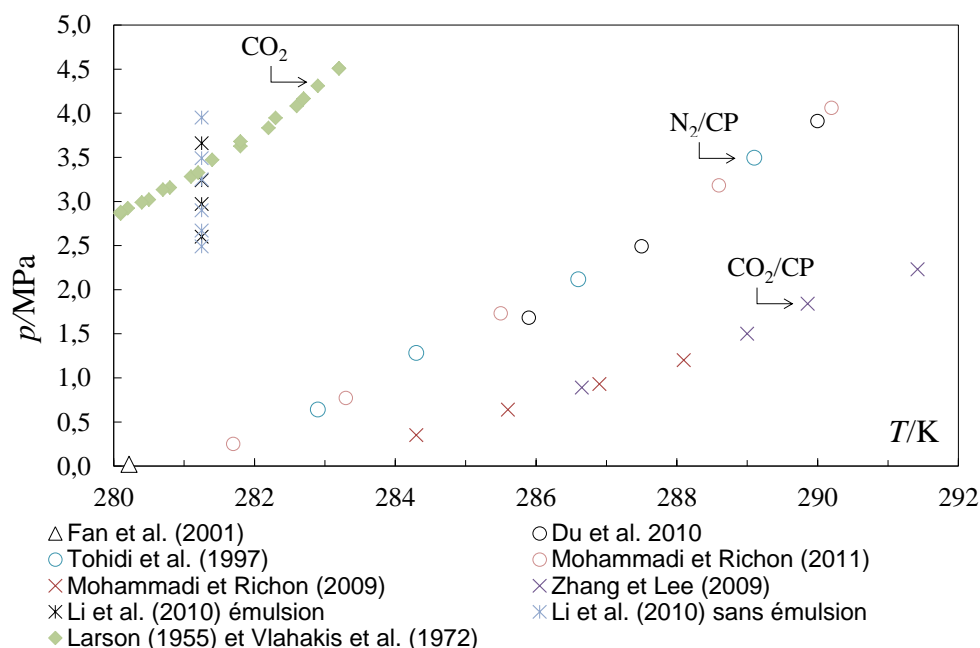 5,0
4,5
4,0
3,5
3,0
2,5
2,0
1,5
1,0
0,5
0,0
p/MPa
CO₂
N₂/CP
CO₂/CP
T/K
280 282 284 286 288 290 292
Fan et al. (2001) Du et al. 2010
Tohidi et al. (1997) Mohammadi et Richon (2011)
Mohammadi et Richon (2009) Zhang et Lee (2009)
Li et al. (2010) émulsion Li et al. (2010) sans émulsion
Larson (1955) et Vlahakis et al. (1972)